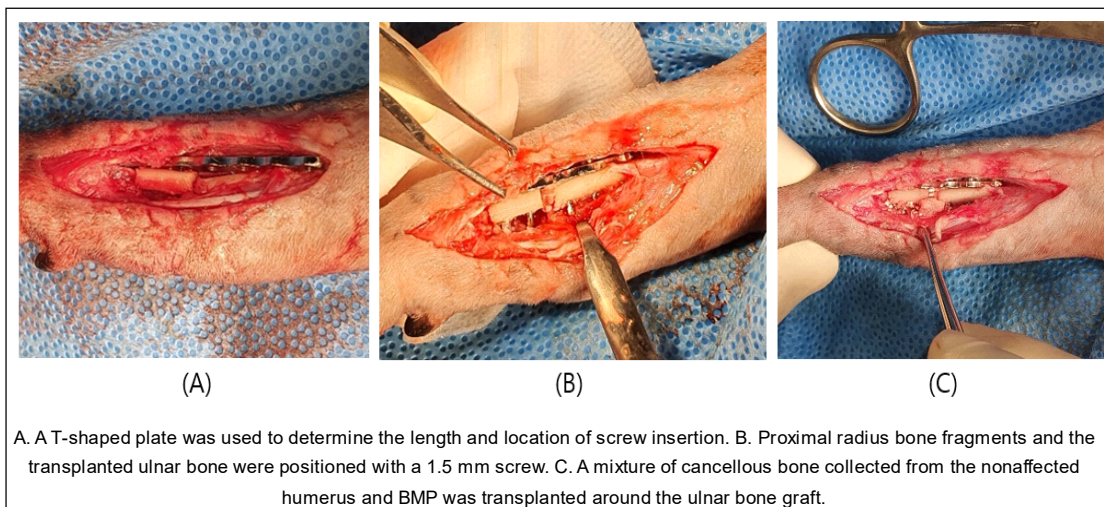 (A)
(B)
(C)
A. A T-shaped plate was used to determine the length and location of screw insertion. B. Proximal radius bone fragments and the
transplanted ulnar bone were positioned with a 1.5 mm screw. C. A mixture of cancellous bone collected from the nonaffected
humerus and BMP was transplanted around the ulnar bone graft.